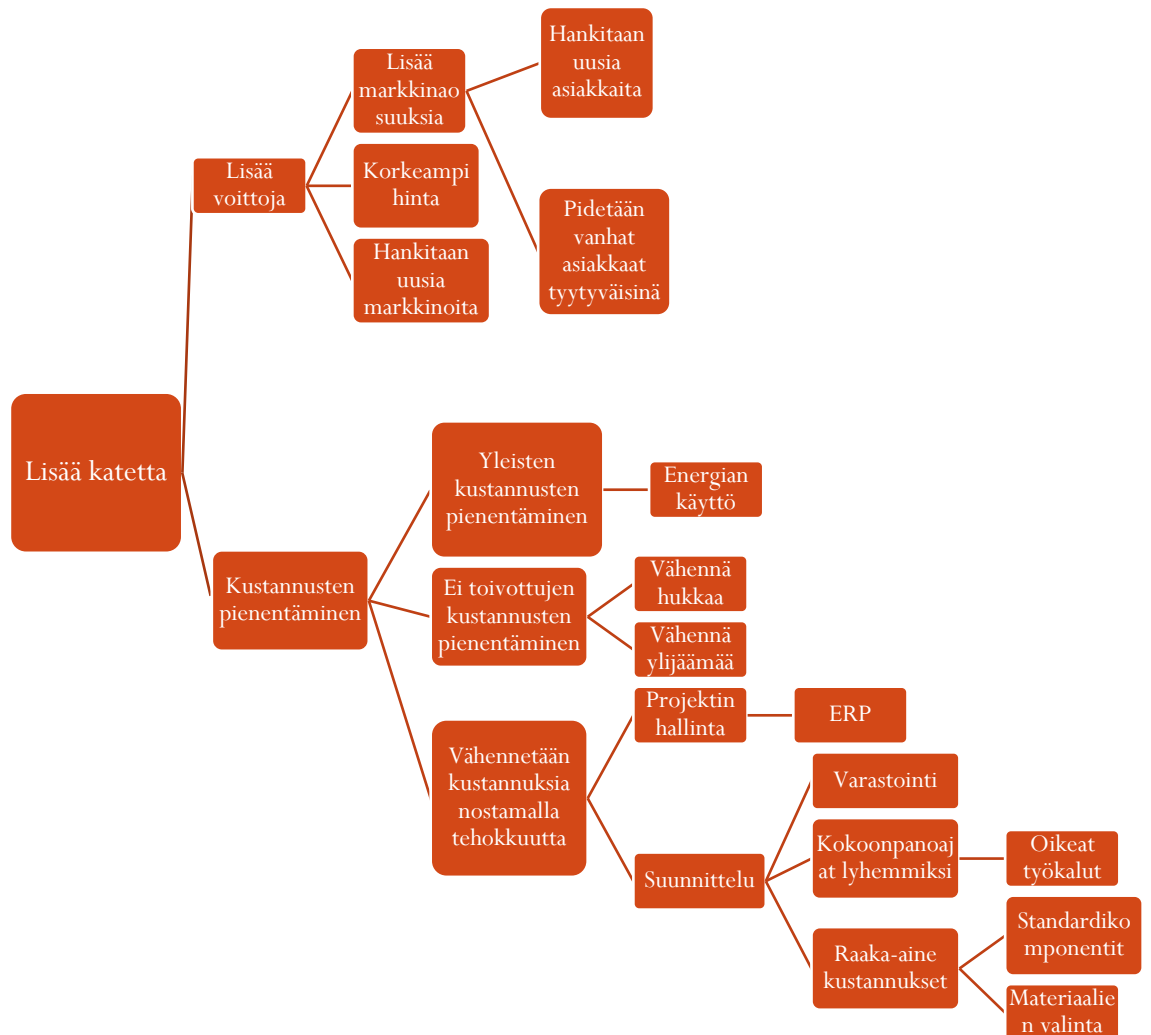 Lisää katetta
Lisää
voittoja
Lisää
markkinao
suuksia
Hankitaan
uusia
asiakkaita
Pidetään
vanhat
asiakkaat
tyytyväisinä
Korkeampi
hinta
Hankitaan
uusia
markkinoita
Kustannusten
pienentäminen
Yleisten
kustannusten
pienentäminen
Energian
käyttö
Ei toivottujen
kustannusten
pienentäminen
Vähennä
hukkaa
Vähennä
ylijäämää
Vähennetään
kustannuksia
nostamalla
tehokkuutta
Projektin
hallinta
ERP
Suunnittelu
Varastointi
Kokoonpanoaj
at lyhemmiksi
Oikeat
työkalut
Raaka-aine
kustannukset
Standardiko
mponentit
Materiaalie
n valinta